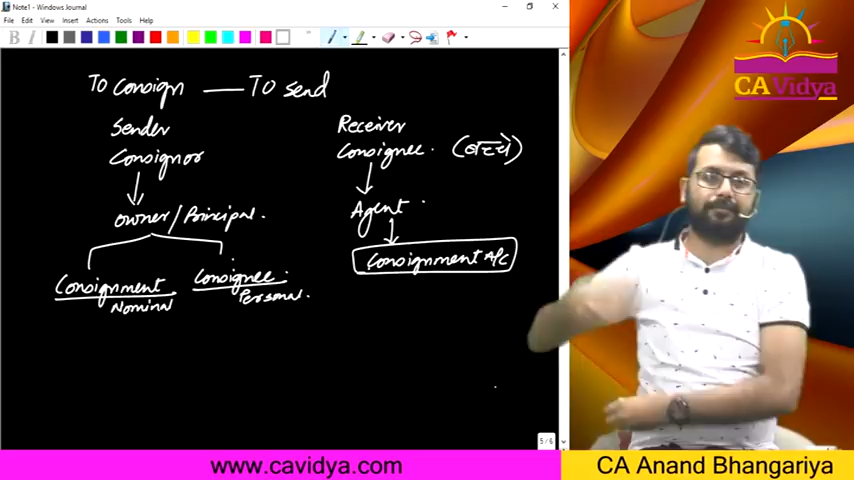 Note1 - Windows Journal
File Edit View Insert Actions Tools Help
B I
To Consign — To send
Sender
Receiver
Consignor
Consignee.
Owner/Principal.
Agent.
Consignment A/c
Consignment
Nominal
Consignee.
Personal.
5 / 6
CA Vidya
www.cavidya.com
CA Anand Bhangariya